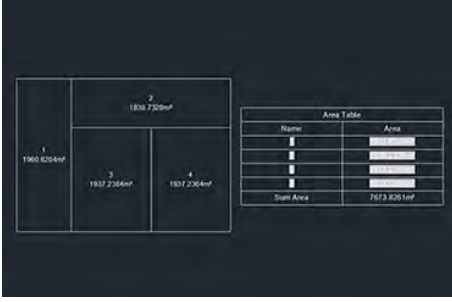 2
1838.7329m²
1
1960.6204m²
3
1937.2364m²
4
1937.2364m²
Area Table
Name Area
Sum Area 7673.8261m²